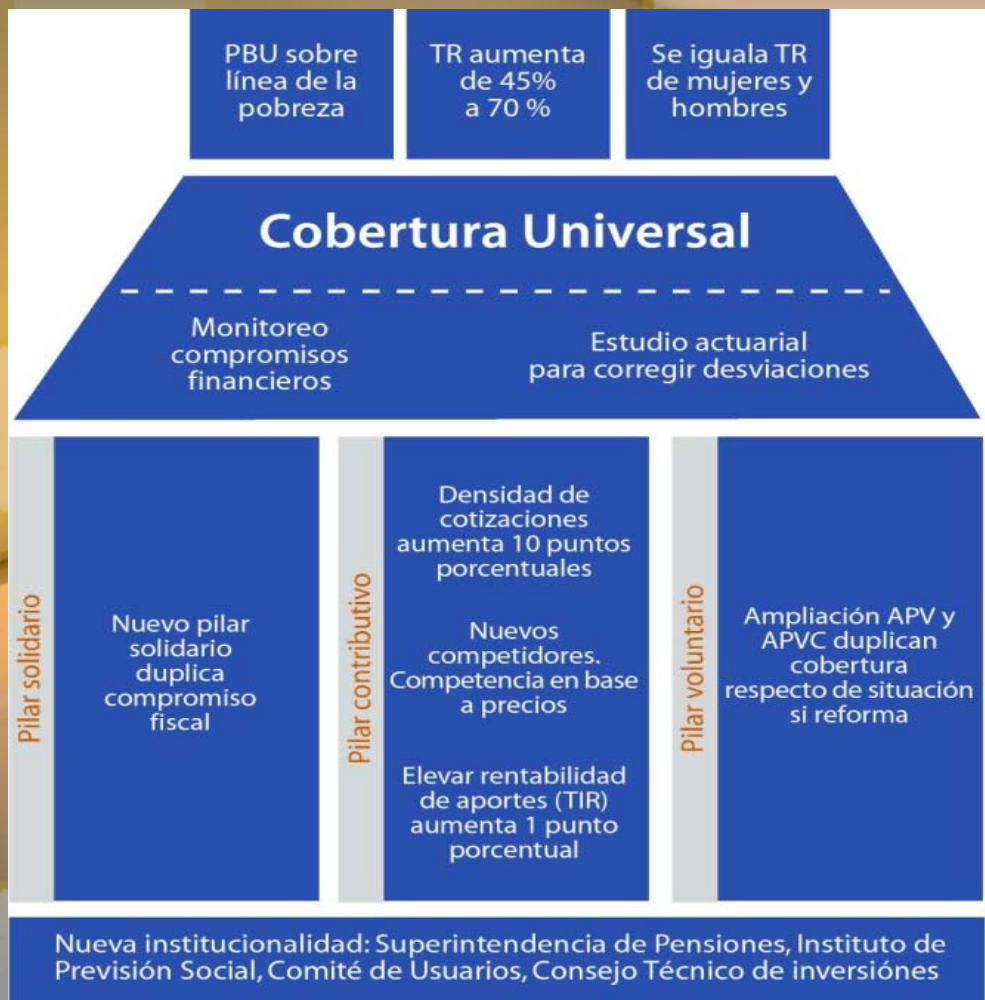 PBU sobre
línea de la
pobreza
TR aumenta
de 45%
a 70 %
Se iguala TR
de mujeres y
hombres
Cobertura Universal
Monitoreo
compromisos
financieros
Estudio actuarial
para corregir desviaciones
Pilar solidario
Nuevo pilar
solidario
duplica
compromiso
fiscal
Pilar contributivo
Densidad de
cotizaciones
aumenta 10 puntos
porcentuales
Nuevos
competidores.
Competencia en base
a precios
Elevar rentabilidad
de aportes (TIR)
aumenta 1 punto
porcentual
Pilar voluntario
Ampliación APV y
APVC duplican
cobertura
respecto de situación
si reforma
Nueva institucionalidad: Superintendencia de Pensiones, Instituto de
Previsión Social, Comité de Usuarios, Consejo Técnico de inversiónes